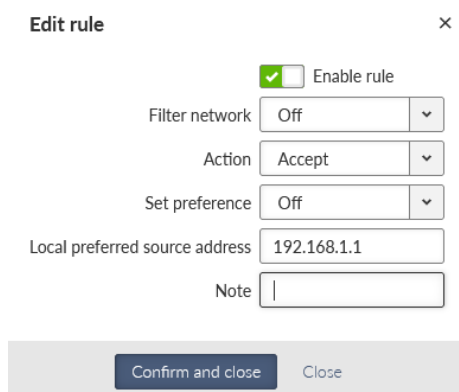 Edit rule
Enable rule
Filter network Off
Action Accept
Set preference Off
Local preferred source address 192.168.1.1
Note
Confirm and close Close